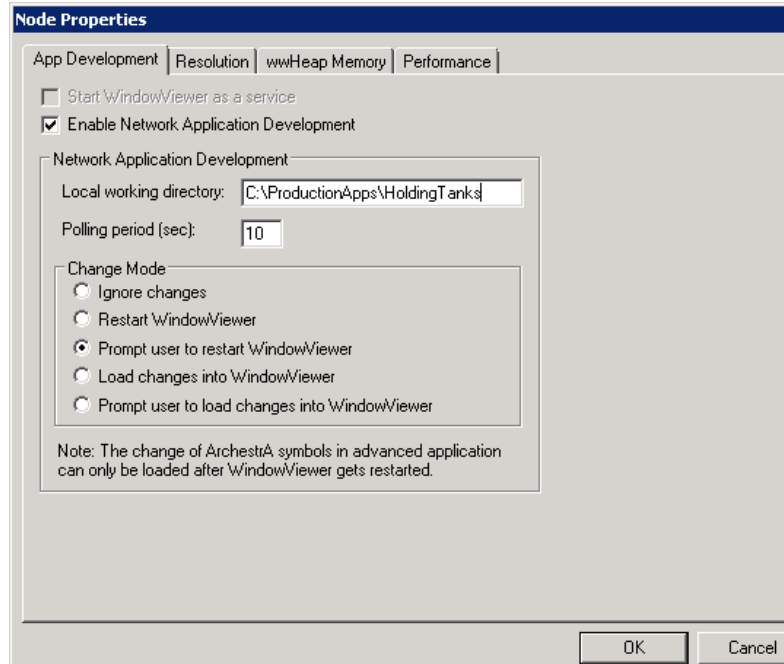 Node Properties
App Development Resolution wwHeap Memory Performance
Start WindowViewer as a service
Enable Network Application Development
Network Application Development
Local working directory: C:\ProductionApps\HoldingTanks
Polling period (sec): 10
Change Mode
Ignore changes
Restart WindowViewer
Prompt user to restart WindowViewer
Load changes into WindowViewer
Prompt user to load changes into WindowViewer
Note: The change of ArchestrA symbols in advanced application
can only be loaded after WindowViewer gets restarted.
OK Cancel